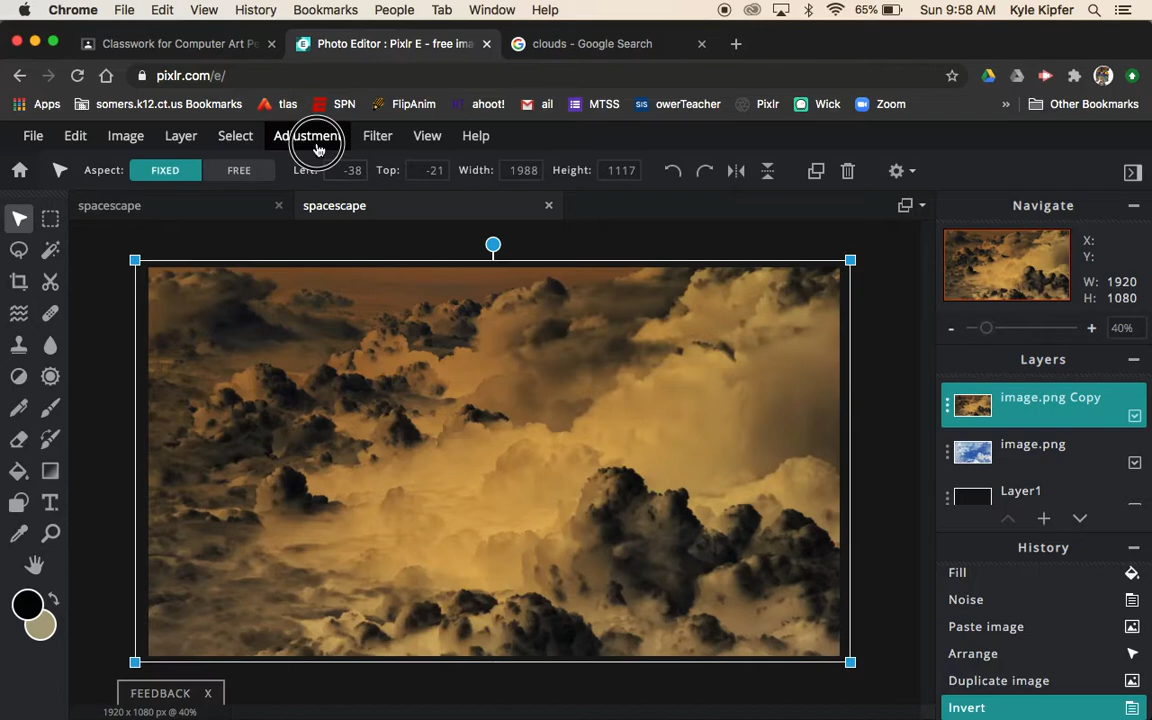 Chrome File Edit View History Bookmarks People Tab Window Help 65% Sun 9:58 AM Kyle Kipfer
Classwork for Computer Art P × Photo Editor : Pixlr E - free ima × clouds - Google Search × +
pixlr.com/e/
Apps somers.k12.ct.us Bookmarks tlas SPN FlipAnim ahoot! ail MTSS SIS owerTeacher Pixlr Wick Zoom » Other Bookmarks
File Edit Image Layer Select Adjustment Filter View Help
Aspect: FIXED FREE Left: -38 Top: -21 Width: 1988 Height: 1117
spacescape × spacescape ×
Navigate
X:
Y:
W: 1920
H: 1080
- + 40%
Layers
image.png Copy
image.png
Layer1
History
Fill
Noise
Paste image
Arrange
Duplicate image
Invert
FEEDBACK X
1920 x 1080 px @ 40%